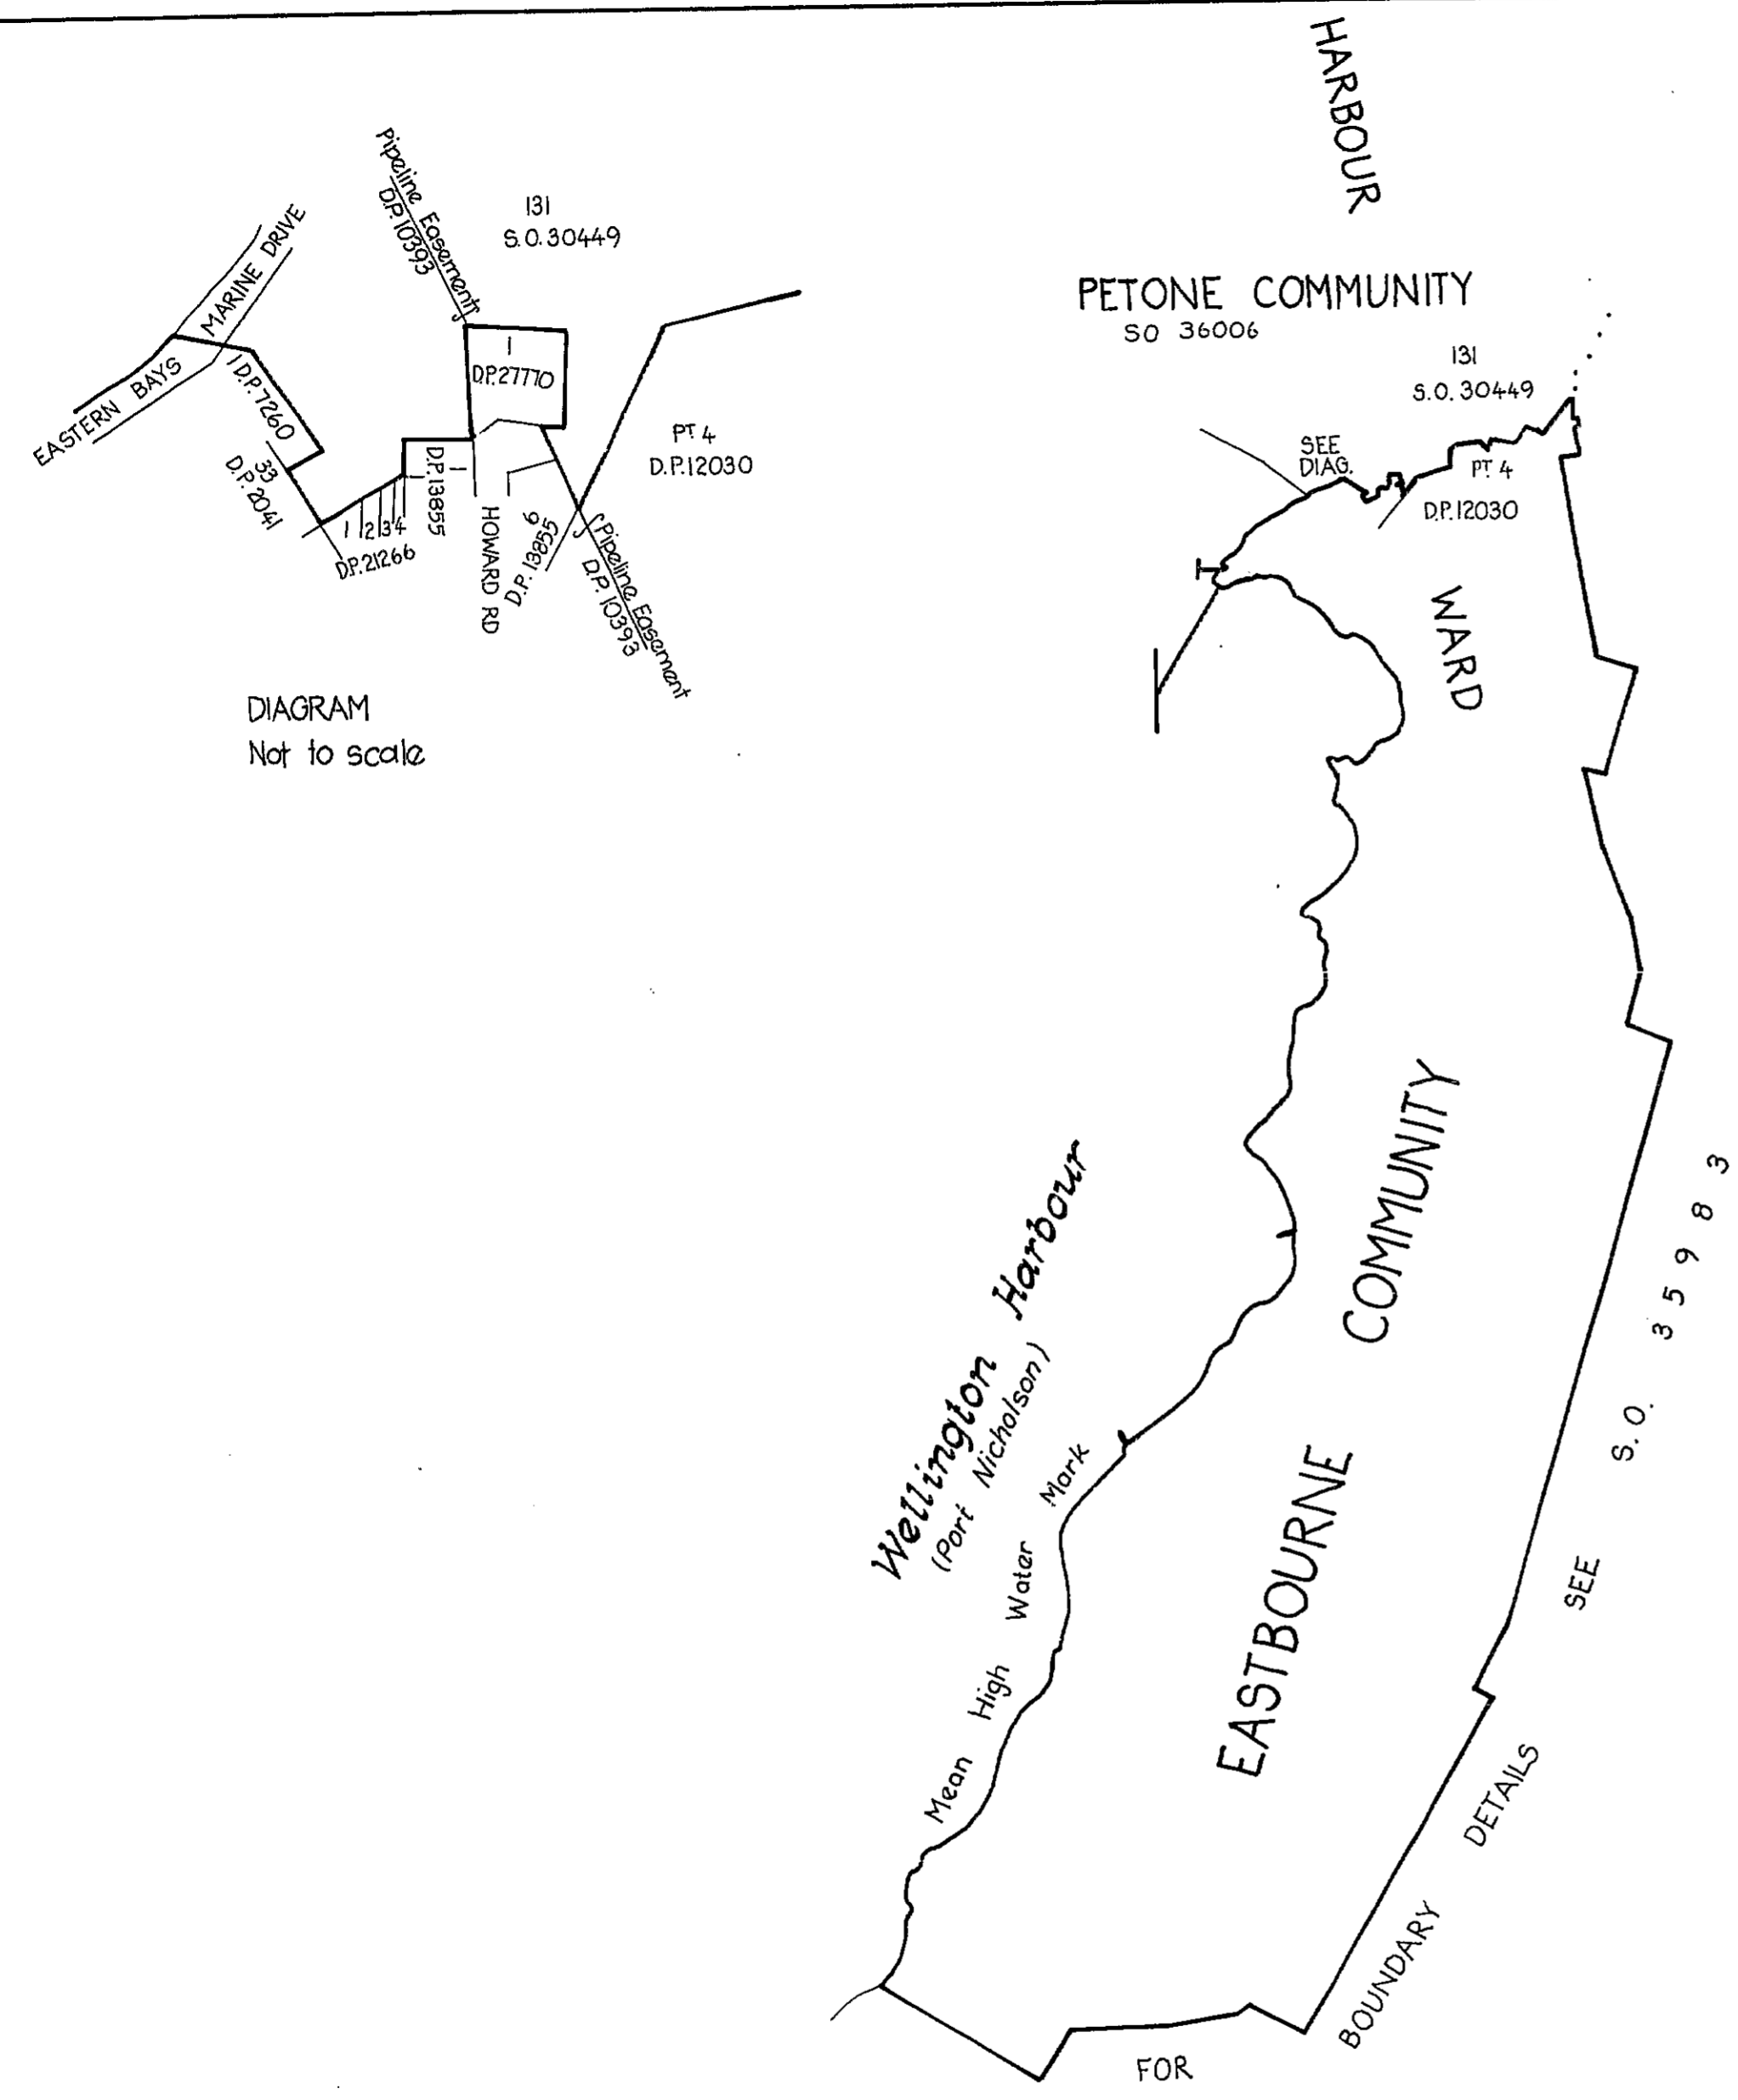 HARBOUR
PETONE COMMUNITY
SO 36006
131
S.O. 30449
SEE
DIAG.
PT. 4
D.P. 12030
WARD
COMMUNITY
EASTBOURNE
Wellington Harbour
(Port Nicholson)
Mean High Water Mark
FOR BOUNDARY DETAILS SEE S.O. 35983
Pipeline Easement
D.P. 10393
131
S.O. 30449
EASTERN BAYS MARINE DRIVE
1 D.P. 7260
33
D.P. 2041
1 2 3 4
D.P. 21266
1
D.P. 13855
1
D.P. 27770
HOWARD RD
6
D.P. 13855
Pipeline Easement
D.P. 10393
PT. 4
D.P. 12030
DIAGRAM
Not to scale